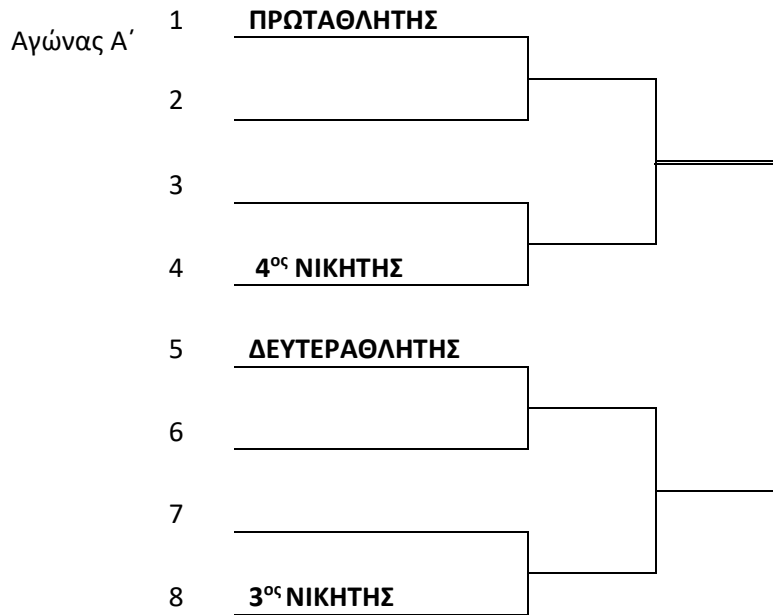 Αγώνας Α΄
1 ΠΡΩΤΑΘΛΗΤΗΣ
2
3
4 4ος ΝΙΚΗΤΗΣ
5 ΔΕΥΤΕΡΑΘΛΗΤΗΣ
6
7
8 3ος ΝΙΚΗΤΗΣ